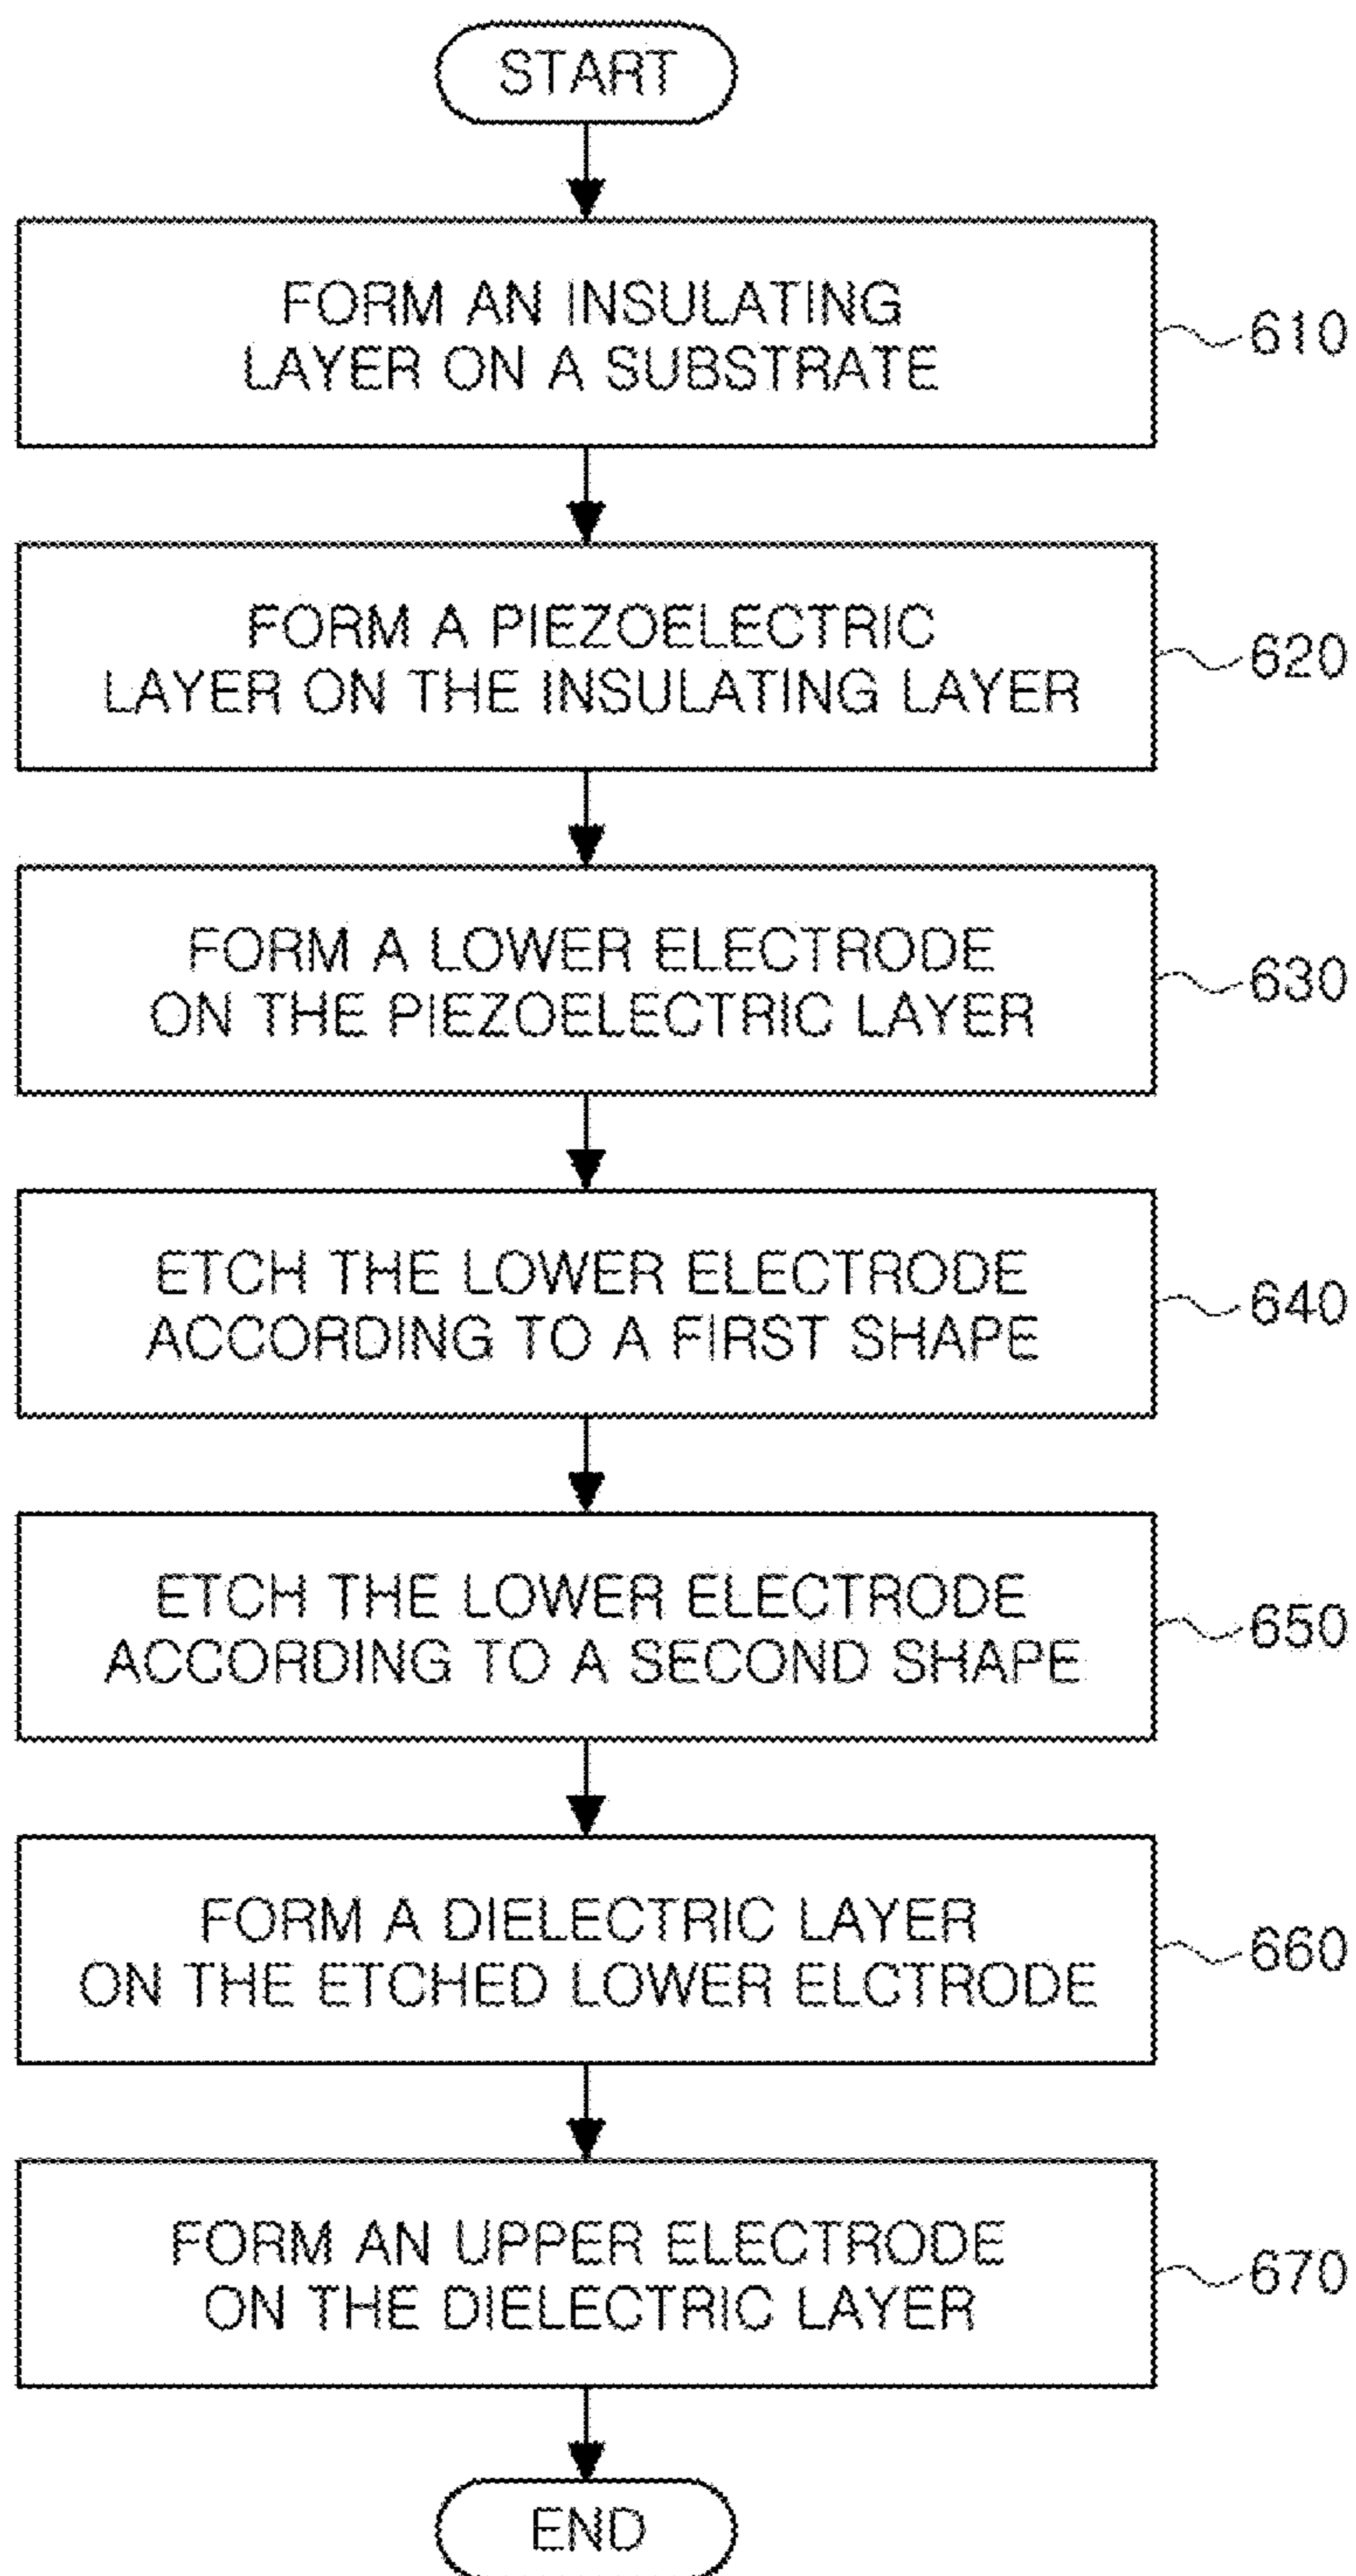 START
FORM AN INSULATING
LAYER ON A SUBSTRATE
610
FORM A PIEZOELECTRIC
LAYER ON THE INSULATING LAYER
620
FORM A LOWER ELECTRODE
ON THE PIEZOELECTRIC LAYER
630
ETCH THE LOWER ELECTRODE
ACCORDING TO A FIRST SHAPE
640
ETCH THE LOWER ELECTRODE
ACCORDING TO A SECOND SHAPE
650
FORM A DIELECTRIC LAYER
ON THE ETCHED LOWER ELCTRODE
660
FORM AN UPPER ELECTRODE
ON THE DIELECTRIC LAYER
670
END